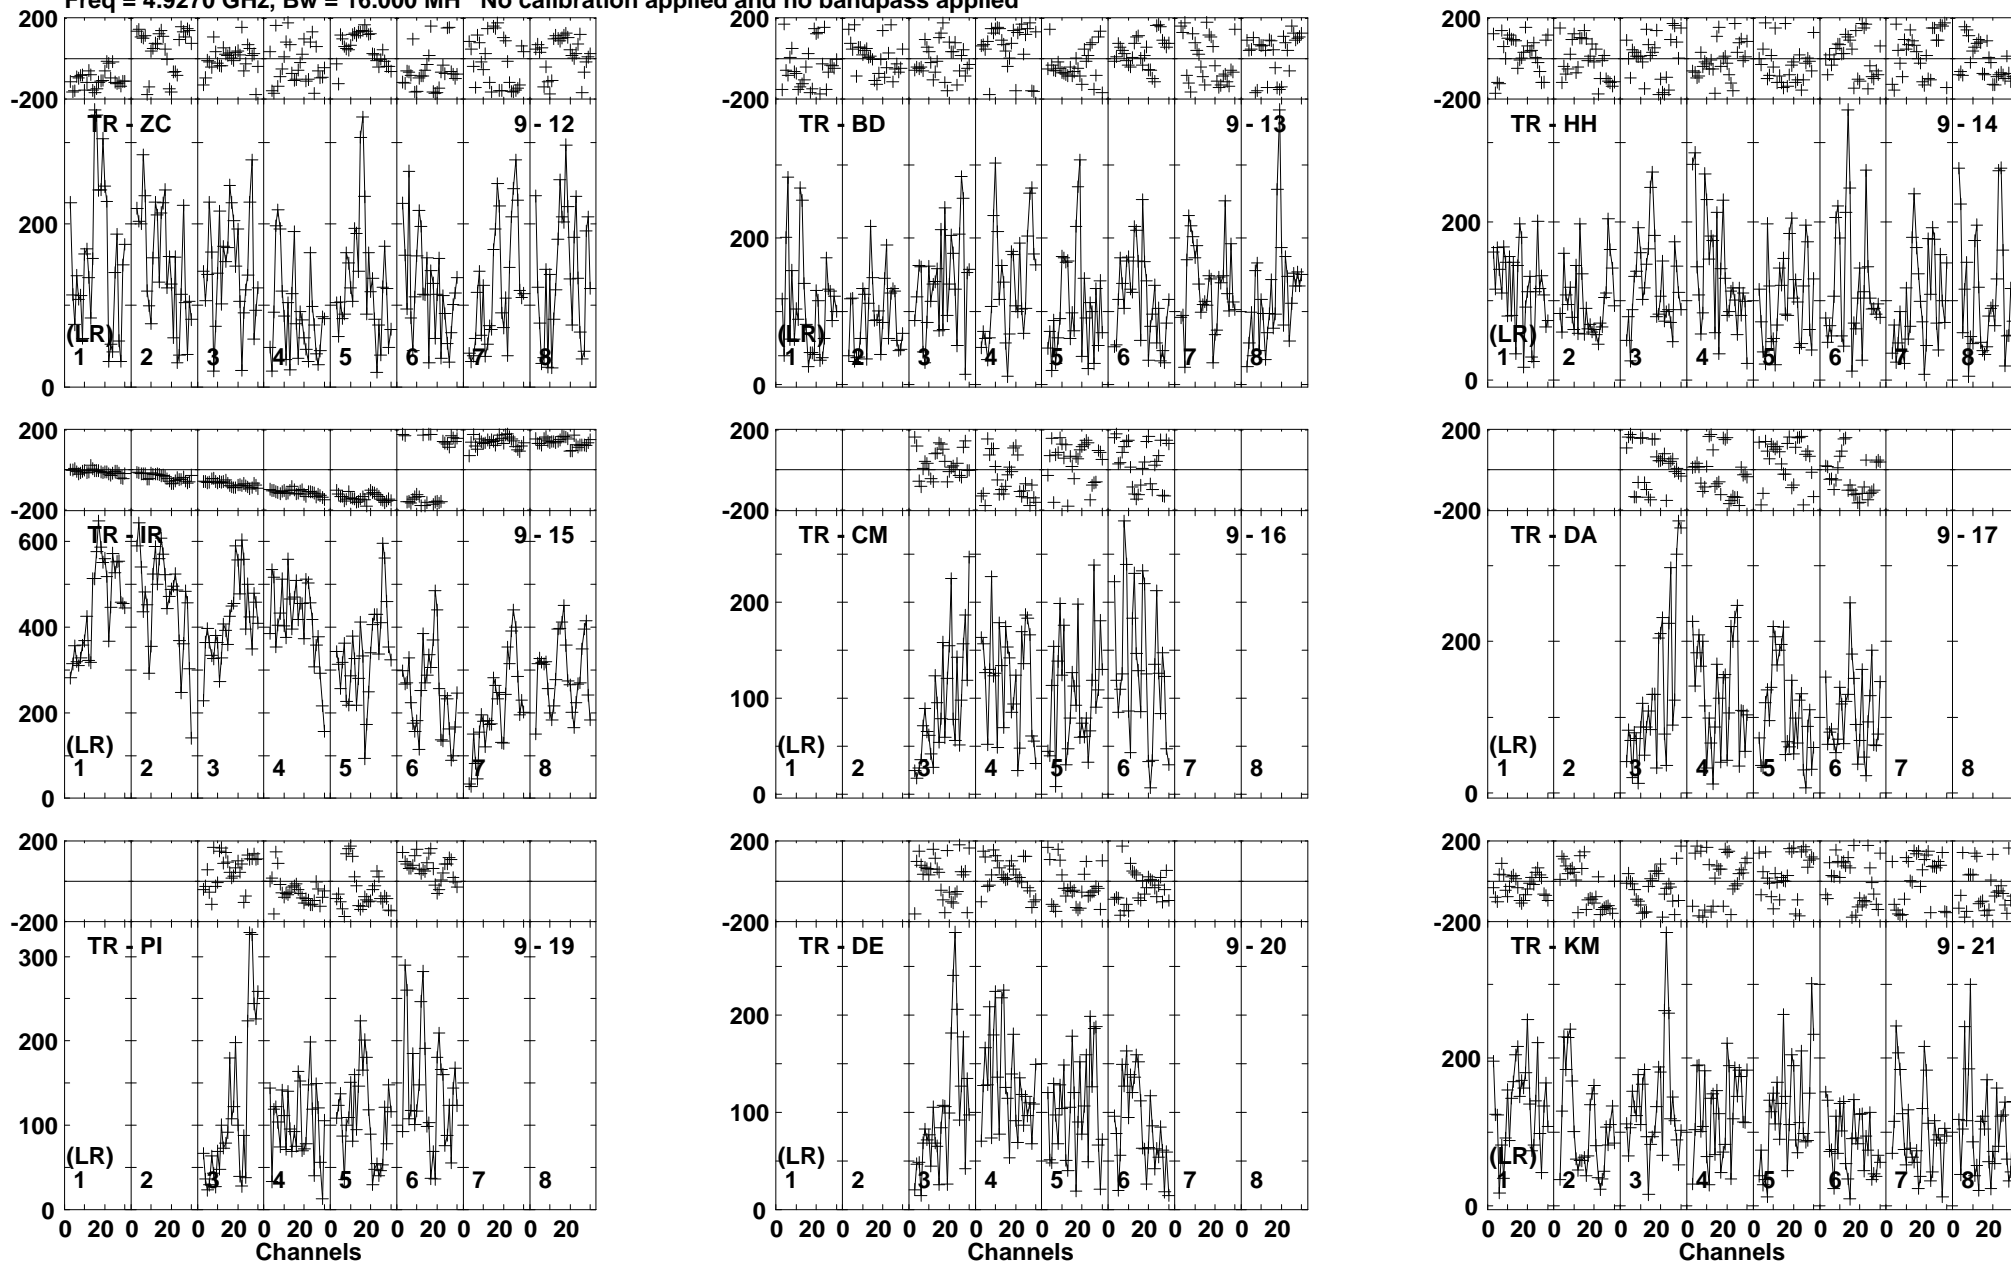 Freq = 4.9270 GHz, Bw = 16.000 MH No calibration applied and no bandpass applied
200
-200
TR - ZC 9 - 12
200
(LR)
1 2 3 4 5 6 7 8
0
200
-200
TR - BD 9 - 13
200
(LR)
1 2 3 4 5 6 7 8
0
200
-200
TR - HH 9 - 14
200
(LR)
1 2 3 4 5 6 7 8
0
200
-200
TR - IR 9 - 15
600
400
200
(LR)
1 2 3 4 5 6 7 8
0
200
-200
TR - CM 9 - 16
200
100
(LR)
1 2 3 4 5 6 7 8
0
200
-200
TR - DA 9 - 17
200
(LR)
1 2 3 4 5 6 7 8
0
200
-200
TR - PI 9 - 19
300
200
100
(LR)
1 2 3 4 5 6 7 8
0
0 20 0 20 0 20 0 20 0 20 0 20 0 20 0 20
Channels
200
-200
TR - DE 9 - 20
200
100
(LR)
1 2 3 4 5 6 7 8
0
0 20 0 20 0 20 0 20 0 20 0 20 0 20 0 20
Channels
200
-200
TR - KM 9 - 21
200
(LR)
1 2 3 4 5 6 7 8
0
0 20 0 20 0 20 0 20 0 20 0 20 0 20 0 20
Channels